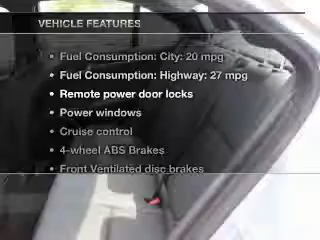 VEHICLE FEATURES
• Fuel Consumption: City: 20 mpg
• Fuel Consumption: Highway: 27 mpg
• Remote power door locks
• Power windows
• Cruise control
• 4-wheel ABS Brakes
• Front Ventilated disc brakes